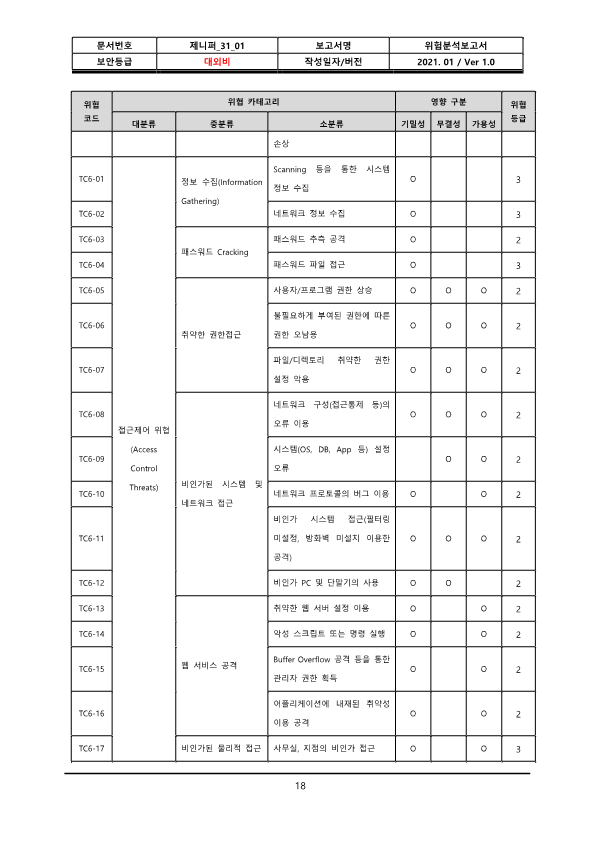 문서번호 제니퍼_31_01 보고서명 위험분석보고서
보안등급 대외비 작성일자/버전 2021. 01 / Ver 1.0
위협 코드 위협 카테고리 영향 구분 위협 등급
대분류 중분류 소분류 기밀성 무결성 가용성
손상
접근제어 위협
(Access
Control
Threats)
TC6-01 정보 수집(Information
Gathering) Scanning 등을 통한 시스템
정보 수집 O 3
TC6-02 네트워크 정보 수집 O 3
TC6-03 패스워드 Cracking 패스워드 추측 공격 O 2
TC6-04 패스워드 파일 접근 O 3
TC6-05 취약한 권한접근 사용자/프로그램 권한 상승 O O O 2
TC6-06 불필요하게 부여된 권한에 따른
권한 오남용 O O O 2
TC6-07 파일/디렉토리 취약한 권한
설정 악용 O O O 2
TC6-08 비인가된 시스템 및
네트워크 접근 네트워크 구성(접근통제 등)의
오류 이용 O O O 2
TC6-09 시스템(OS, DB, App 등) 설정
오류 O O 2
TC6-10 네트워크 프로토콜의 버그 이용 O O 2
TC6-11 비인가 시스템 접근(필터링
미설정, 방화벽 미설치 이용한
공격) O O O 2
TC6-12 비인가 PC 및 단말기의 사용 O O 2
TC6-13 웹 서비스 공격 취약한 웹 서버 설정 이용 O O 2
TC6-14 악성 스크립트 또는 명령 실행 O O 2
TC6-15 Buffer Overflow 공격 등을 통한
관리자 권한 획득 O O 2
TC6-16 어플리케이션에 내재된 취약성
이용 공격 O O 2
TC6-17 비인가된 물리적 접근 사무실, 지점의 비인가 접근 O O 3
18